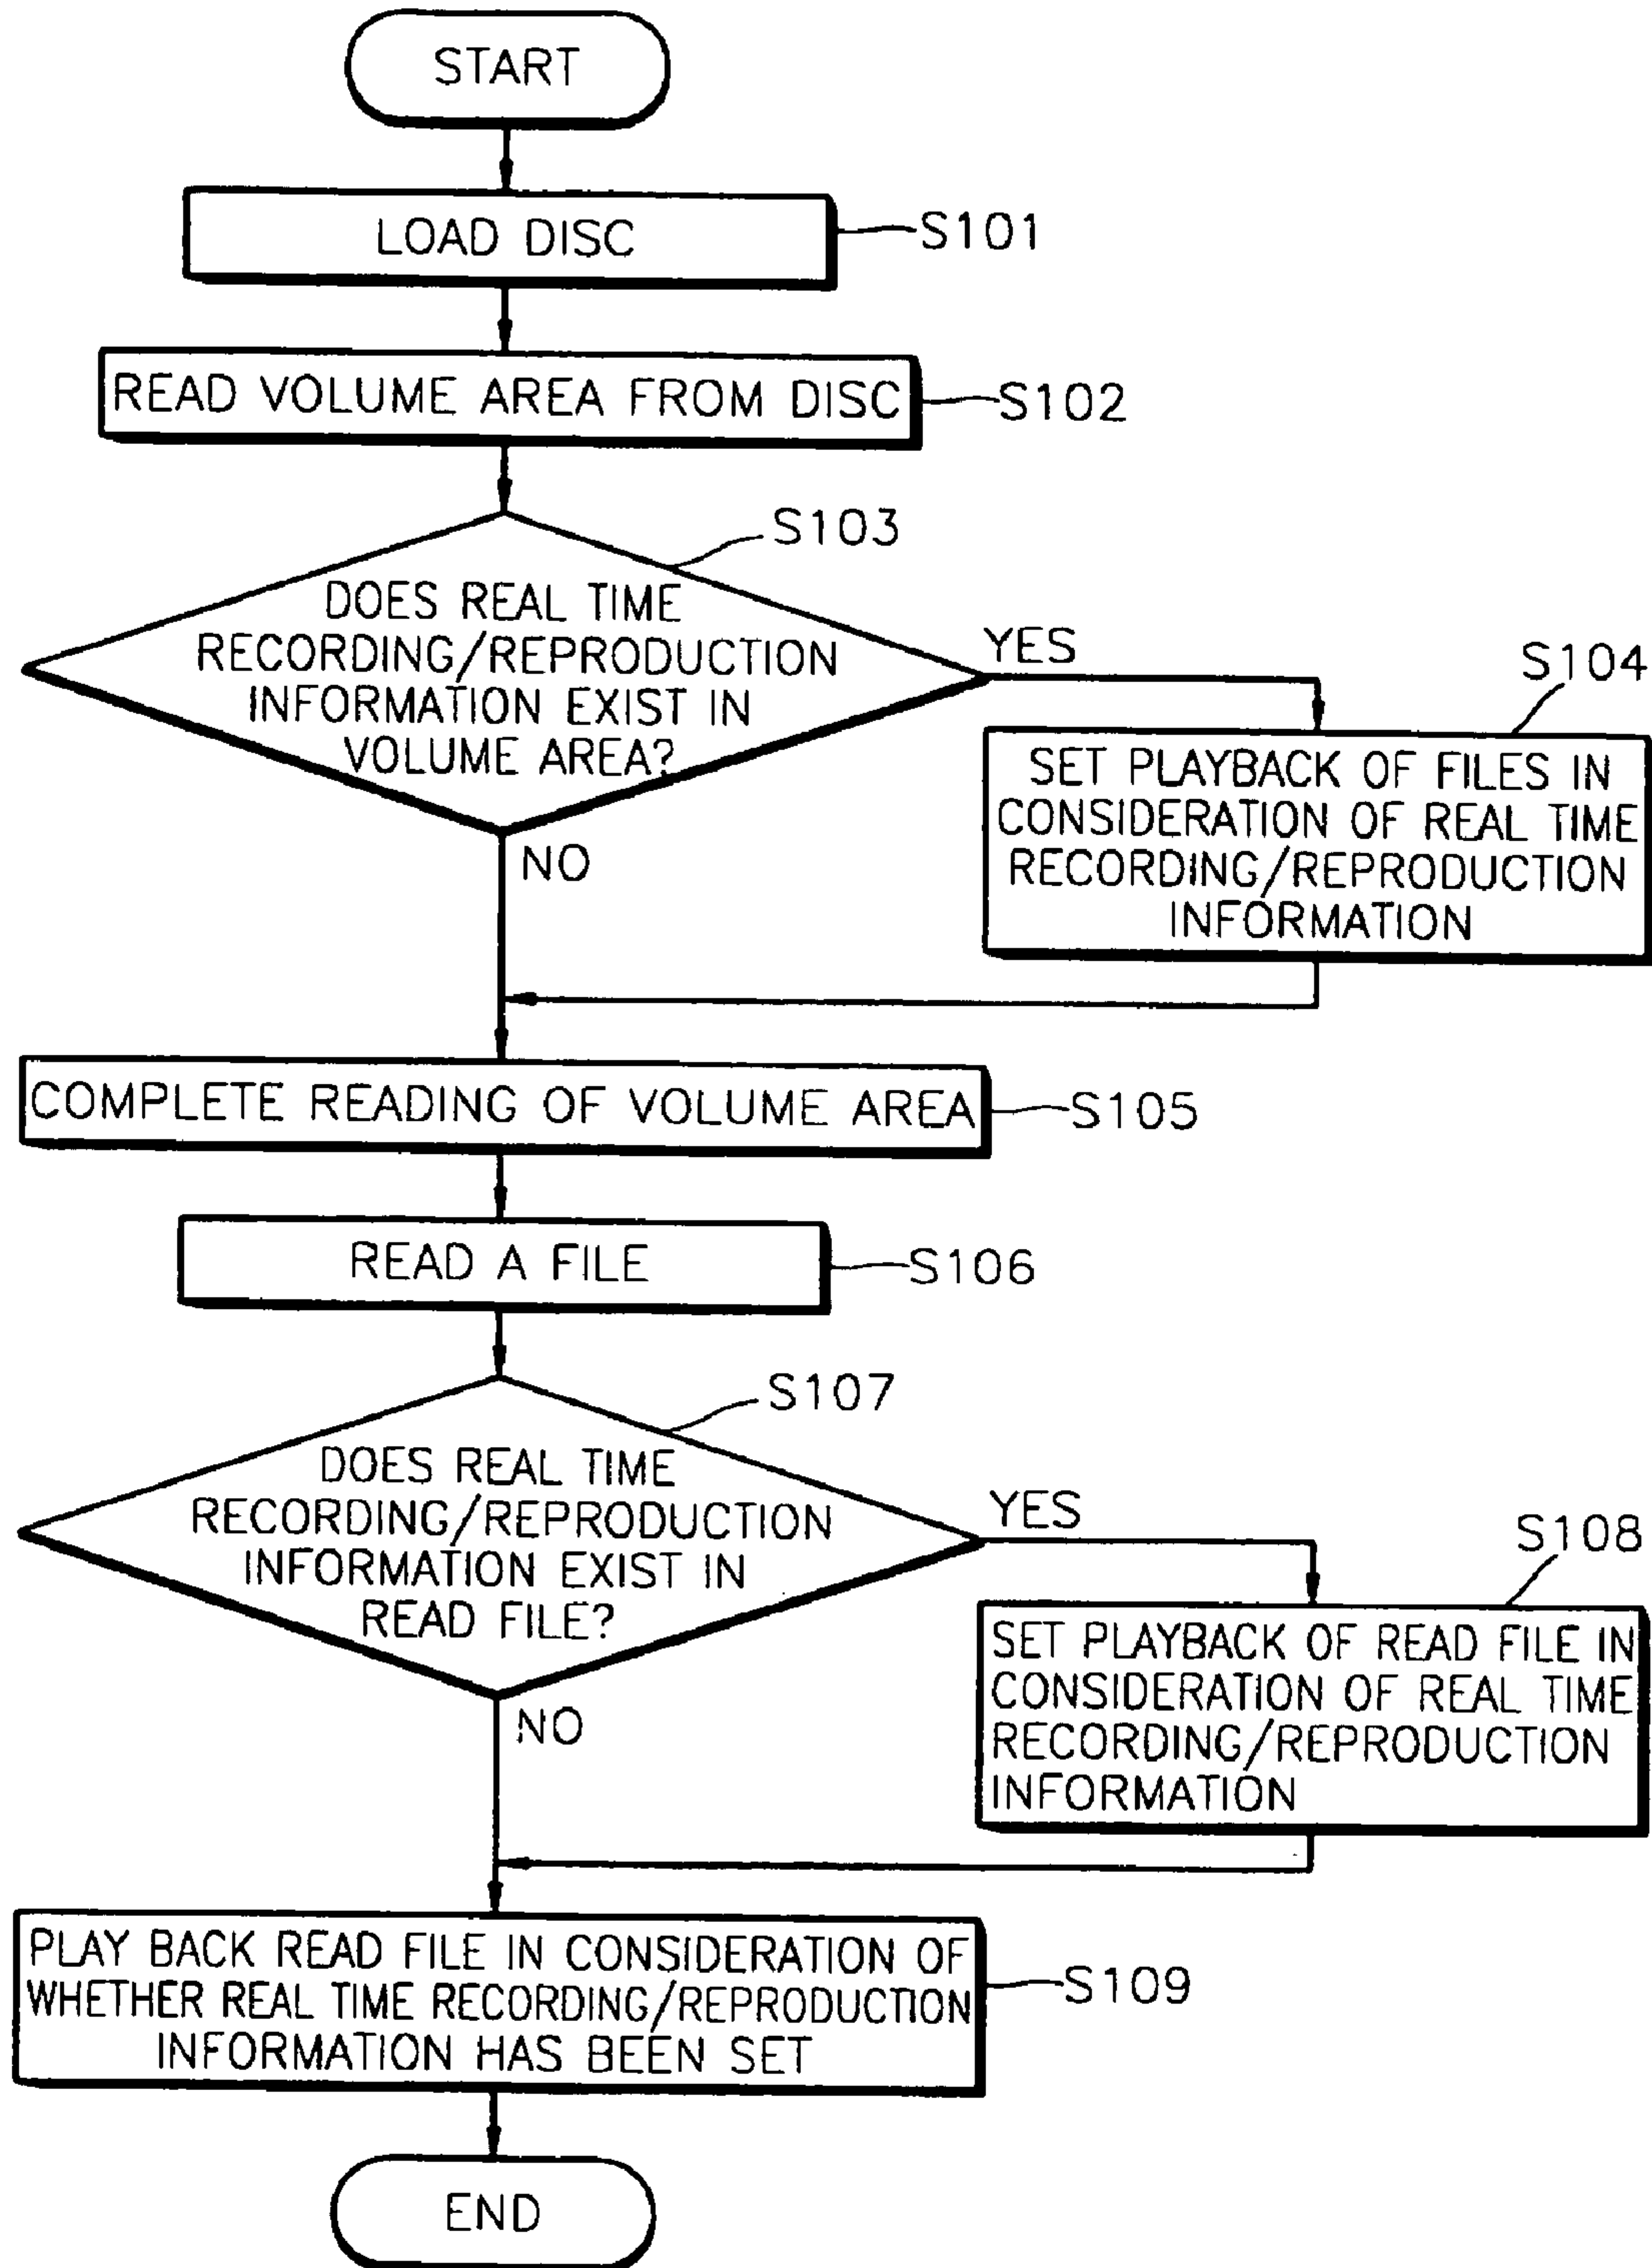 START
LOAD DISC
S101
READ VOLUME AREA FROM DISC
S102
S103
DOES REAL TIME
RECORDING/REPRODUCTION
INFORMATION EXIST IN
VOLUME AREA?
YES
NO
S104
SET PLAYBACK OF FILES IN
CONSIDERATION OF REAL TIME
RECORDING/REPRODUCTION
INFORMATION
COMPLETE READING OF VOLUME AREA
S105
READ A FILE
S106
S107
DOES REAL TIME
RECORDING/REPRODUCTION
INFORMATION EXIST IN
READ FILE?
YES
NO
S108
SET PLAYBACK OF READ FILE IN
CONSIDERATION OF REAL TIME
RECORDING/REPRODUCTION
INFORMATION
PLAY BACK READ FILE IN CONSIDERATION OF
WHETHER REAL TIME RECORDING/REPRODUCTION
INFORMATION HAS BEEN SET
S109
END